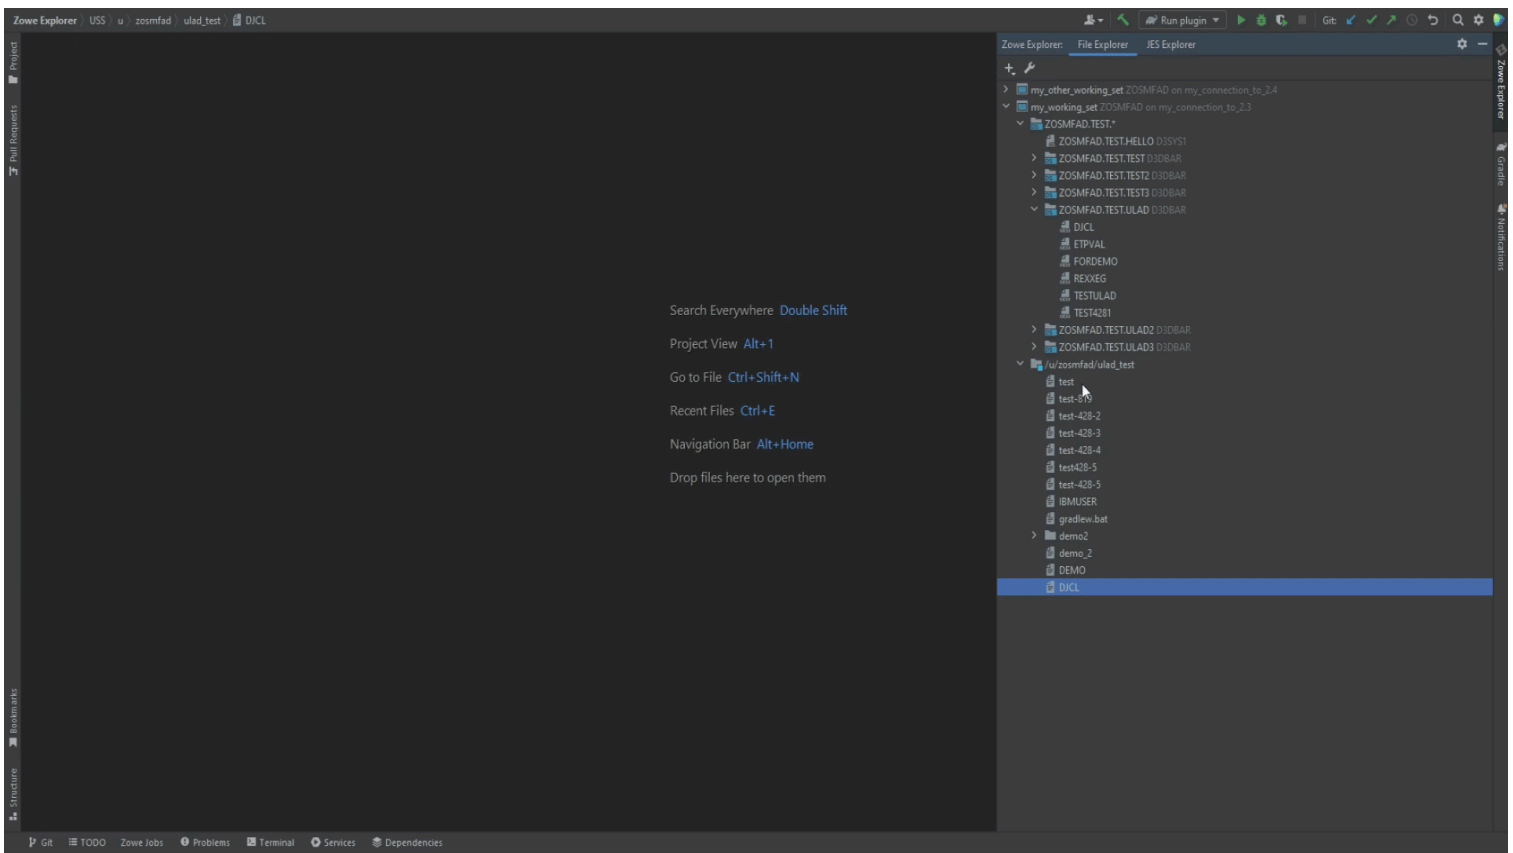 Zowe Explorer USS u zosmfad ulad_test DJCL
Run plugin
Git:
Project
Pull Requests
Bookmarks
Structure
Search Everywhere Double Shift
Project View Alt+1
Go to File Ctrl+Shift+N
Recent Files Ctrl+E
Navigation Bar Alt+Home
Drop files here to open them
Zowe Explorer: File Explorer JES Explorer
my_other_working_set ZOSMFAD on my_connection_to_2.4
my_working_set ZOSMFAD on my_connection_to_2.3
ZOSMFAD.TEST.*
ZOSMFAD.TEST.HELLO D3SYS1
ZOSMFAD.TEST.TEST D3DBAR
ZOSMFAD.TEST.TEST2 D3DBAR
ZOSMFAD.TEST.TEST3 D3DBAR
ZOSMFAD.TEST.ULAD D3DBAR
DJCL
ETPVAL
FORDEMO
REXXEG
TESTULAD
TEST4281
ZOSMFAD.TEST.ULAD2 D3DBAR
ZOSMFAD.TEST.ULAD3 D3DBAR
/u/zosmfad/ulad_test
test
test-819
test-428-2
test-428-3
test-428-4
test428-5
test-428-5
IBMUSER
gradlew.bat
demo2
demo_2
DEMO
DJCL
Zowe Explorer
Gradle
Notifications
Git TODO Zowe Jobs Problems Terminal Services Dependencies